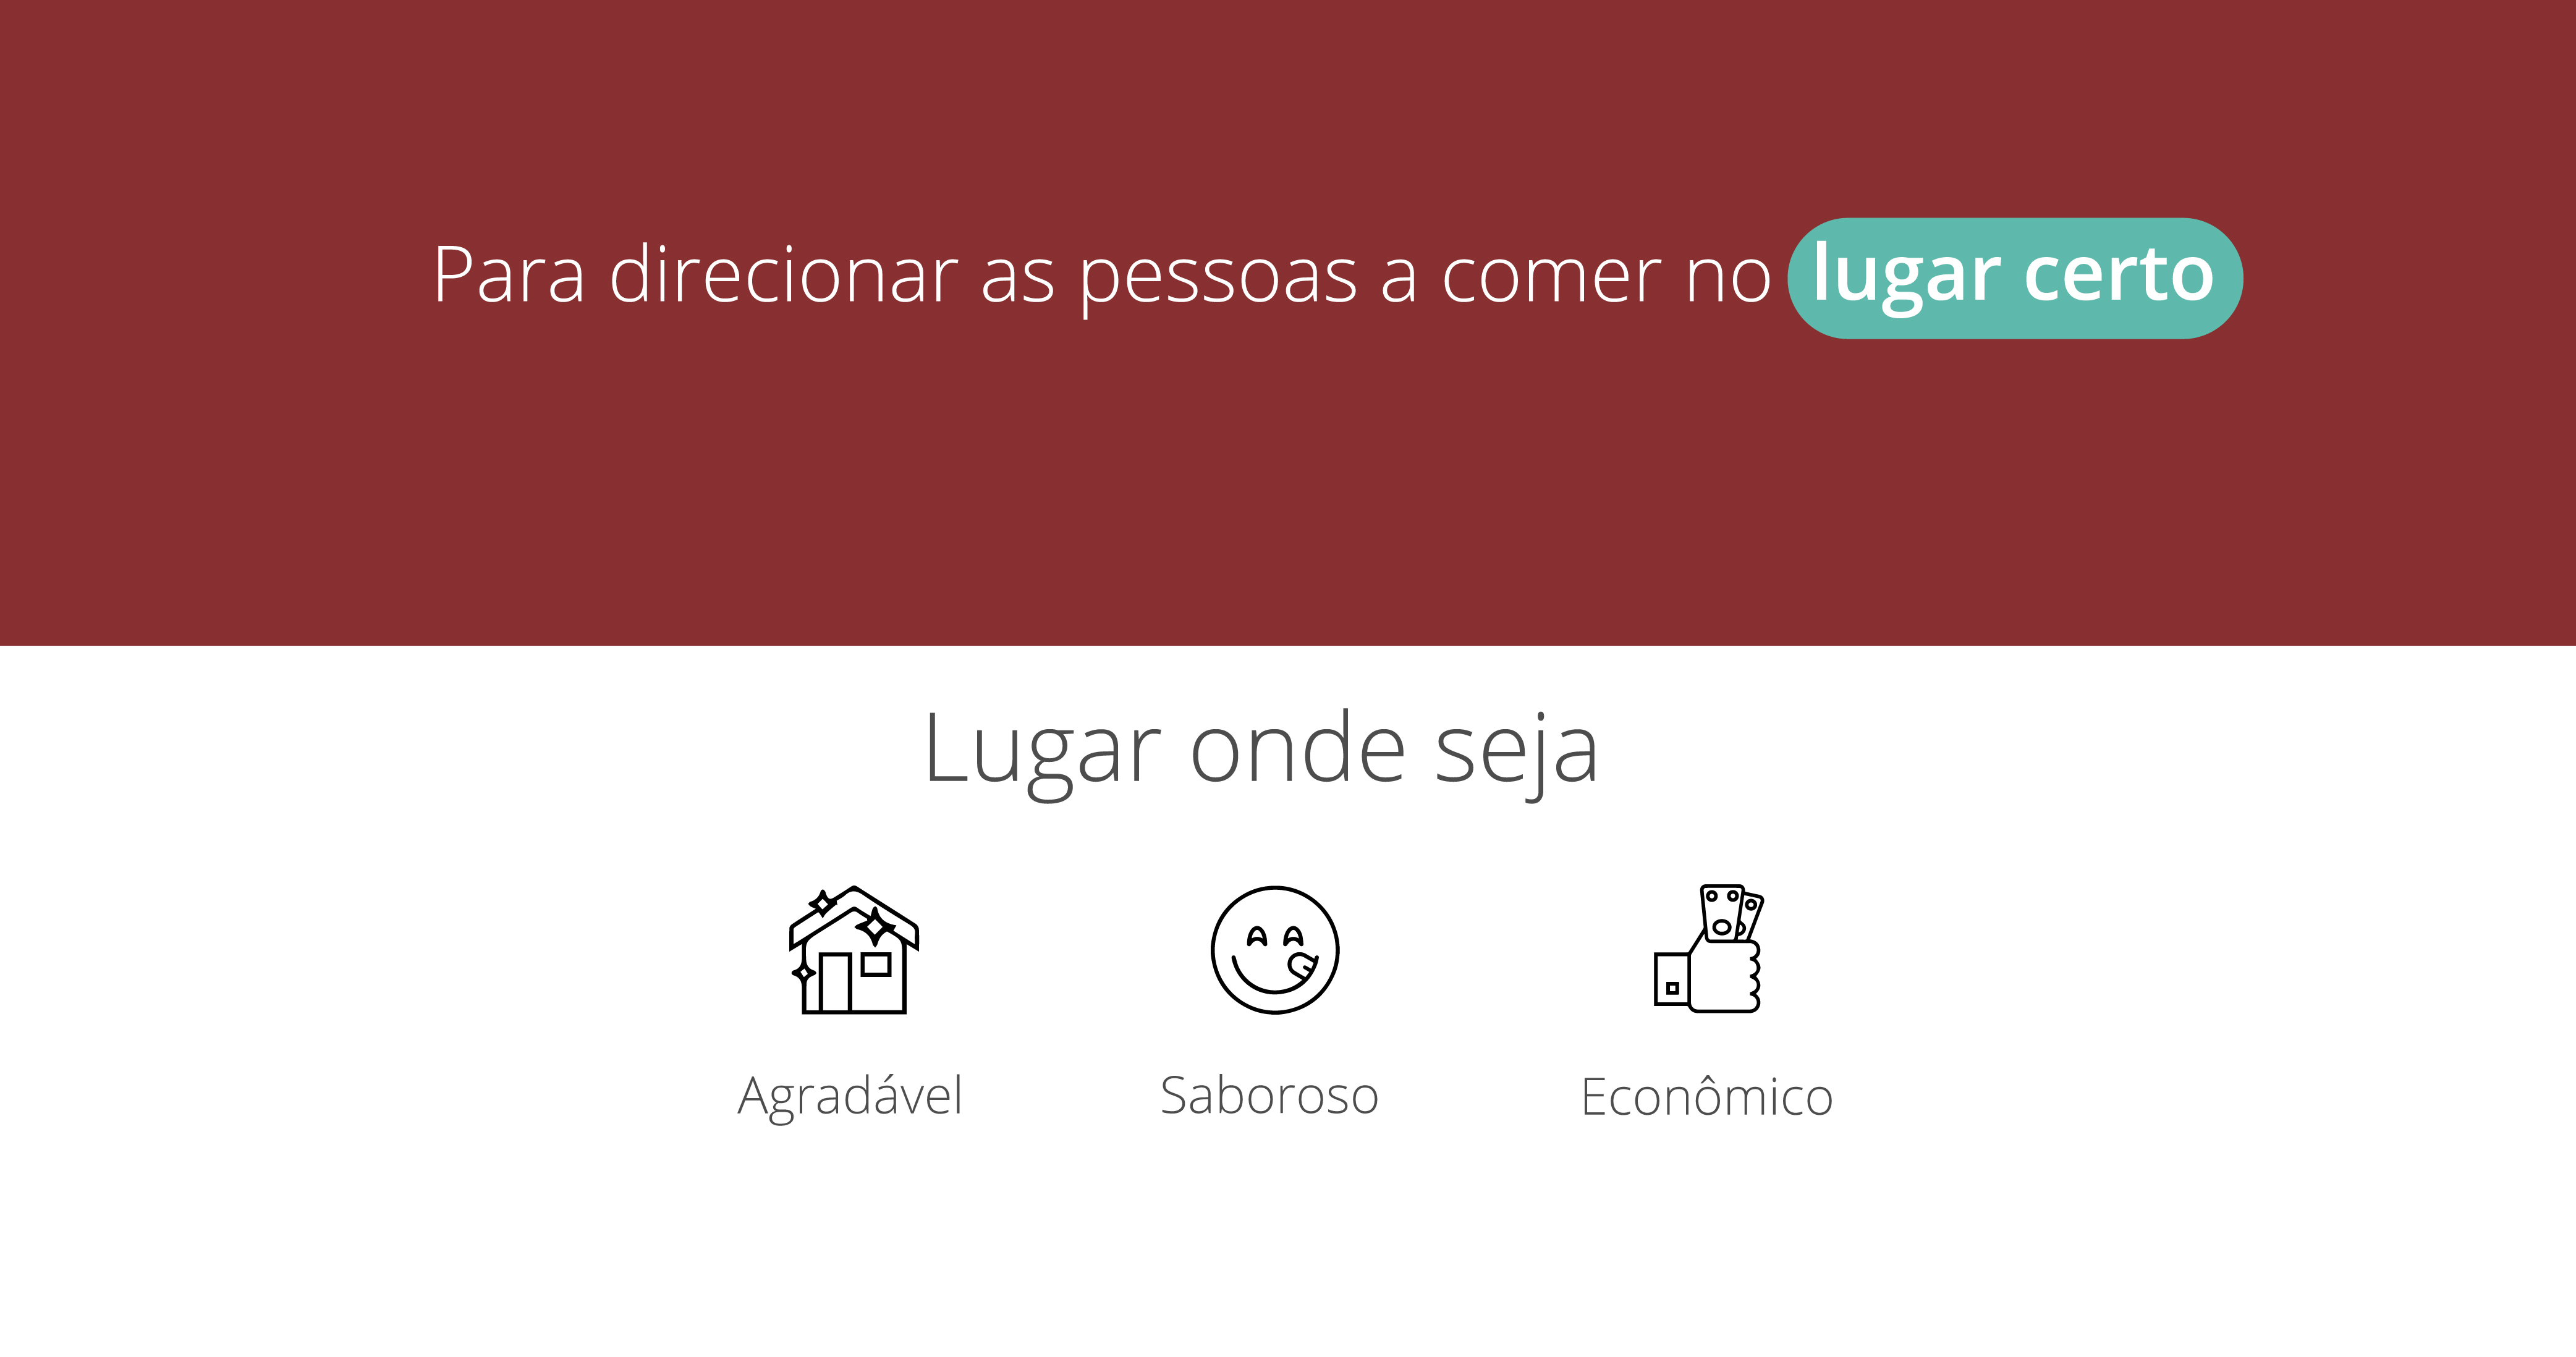 Para direcionar as pessoas a comer no lugar certo
Lugar onde seja
Agradável
Saboroso
Econômico